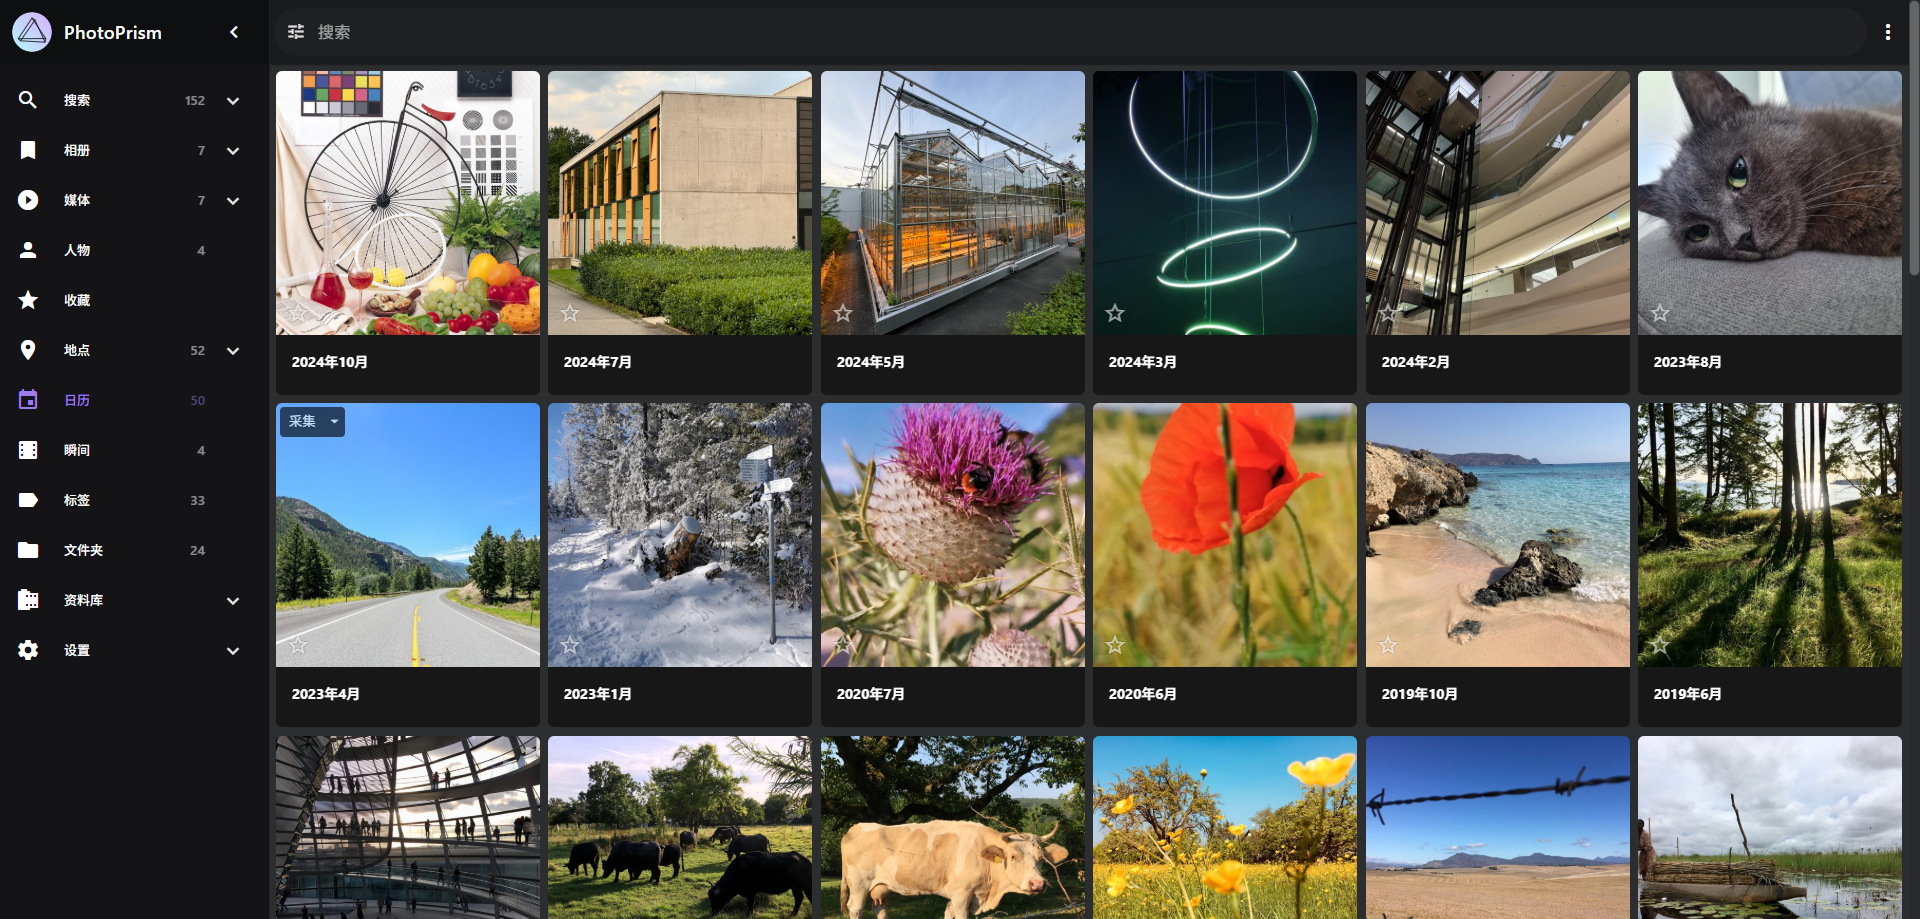 PhotoPrism
搜索
搜索 152
相册 7
媒体 7
人物 4
收藏
地点 52
日历 50
瞬间 4
标签 33
文件夹 24
资料库
设置
2024年10月
2024年7月
2024年5月
2024年3月
2024年2月
2023年8月
采集
2023年4月
2023年1月
2020年7月
2020年6月
2019年10月
2019年6月